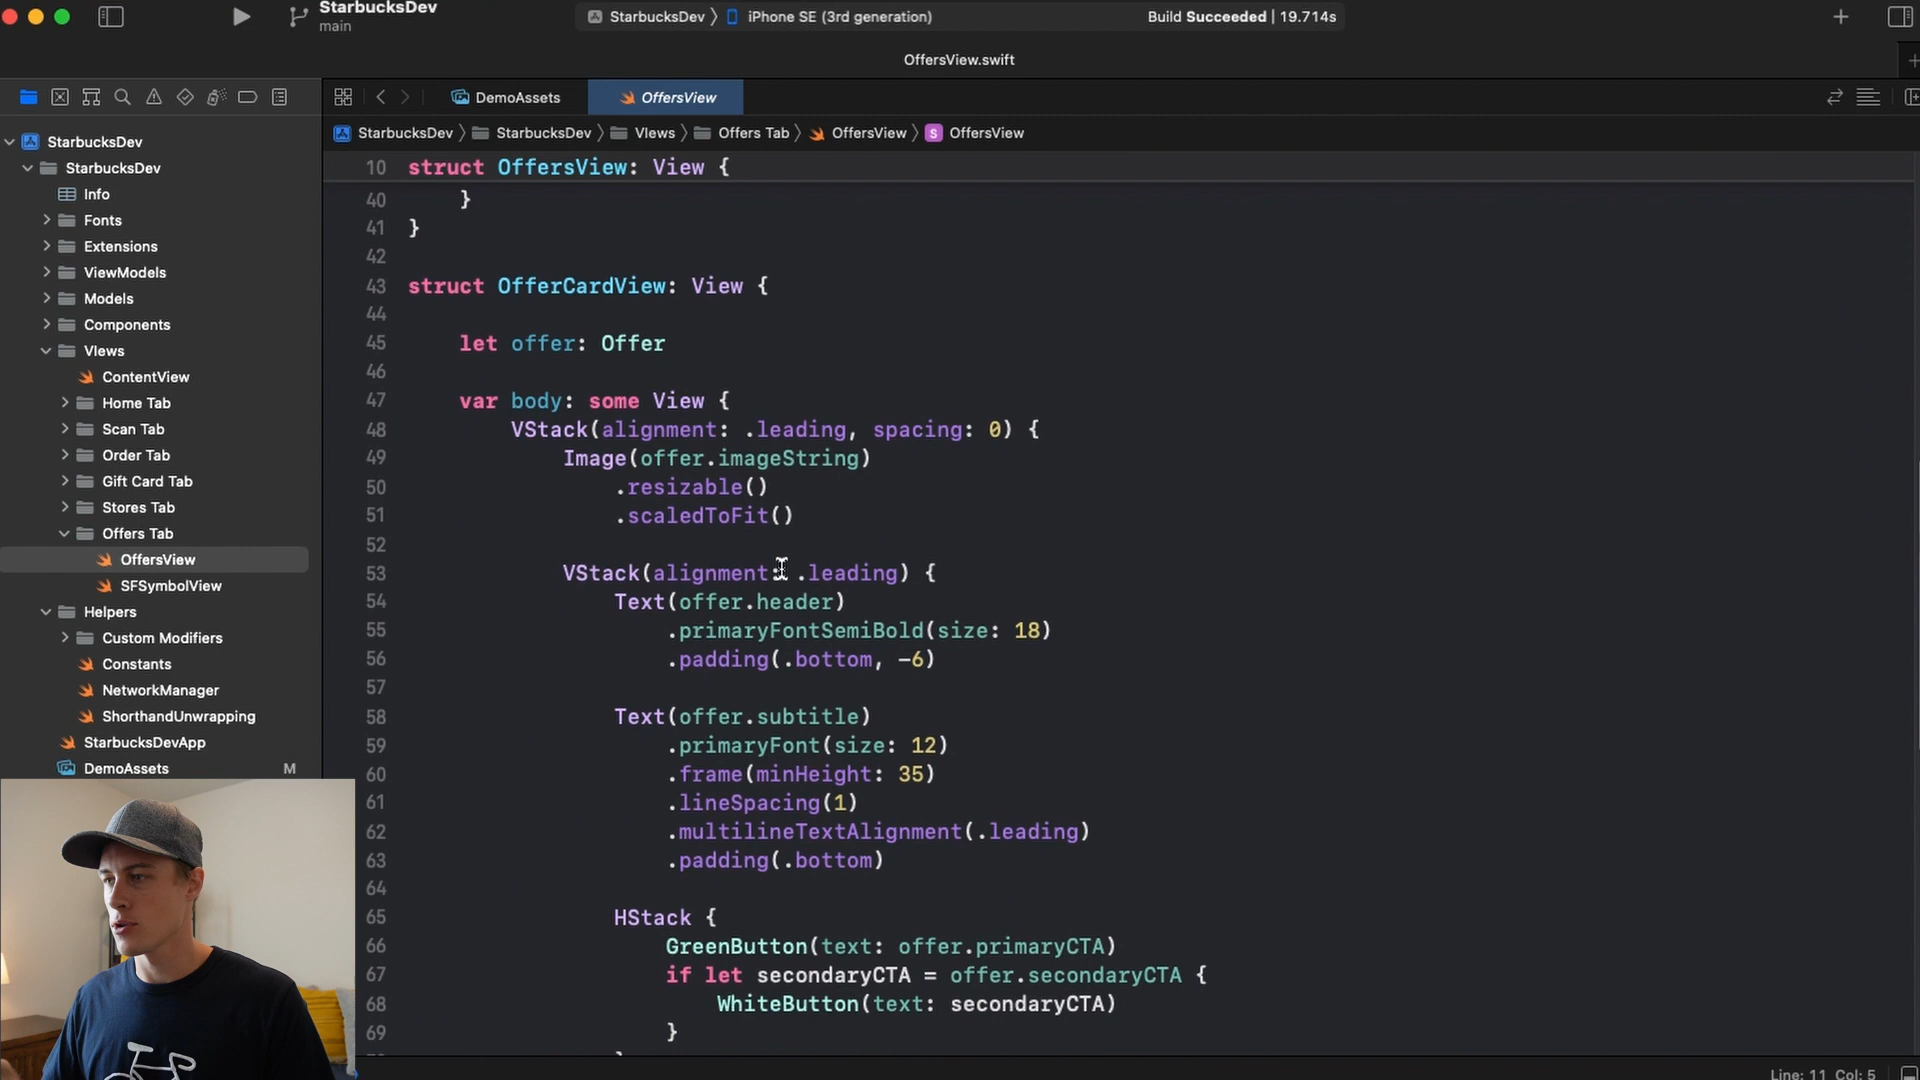 StarbucksDev
main
StarbucksDev 〉 iPhone SE (3rd generation)
Build Succeeded | 19.714s
OffersView.swift
DemoAssets
OffersView
StarbucksDev 〉 StarbucksDev 〉 VIews 〉 Offers Tab 〉 OffersView 〉 S OffersView
StarbucksDev
StarbucksDev
Info
Fonts
Extensions
ViewModels
Models
Components
VIews
ContentView
Home Tab
Scan Tab
Order Tab
Gift Card Tab
Stores Tab
Offers Tab
OffersView
SFSymbolView
Helpers
Custom Modifiers
Constants
NetworkManager
ShorthandUnwrapping
StarbucksDevApp
DemoAssets M
10 struct OffersView: View {
40 }
41 }
42
43 struct OfferCardView: View {
44
45 let offer: Offer
46
47 var body: some View {
48 VStack(alignment: .leading, spacing: 0) {
49 Image(offer.imageString)
50 .resizable()
51 .scaledToFit()
52
53 VStack(alignment: .leading) {
54 Text(offer.header)
55 .primaryFontSemiBold(size: 18)
56 .padding(.bottom, -6)
57
58 Text(offer.subtitle)
59 .primaryFont(size: 12)
60 .frame(minHeight: 35)
61 .lineSpacing(1)
62 .multilineTextAlignment(.leading)
63 .padding(.bottom)
64
65 HStack {
66 GreenButton(text: offer.primaryCTA)
67 if let secondaryCTA = offer.secondaryCTA {
68 WhiteButton(text: secondaryCTA)
69 }
Line: 11 Col: 5